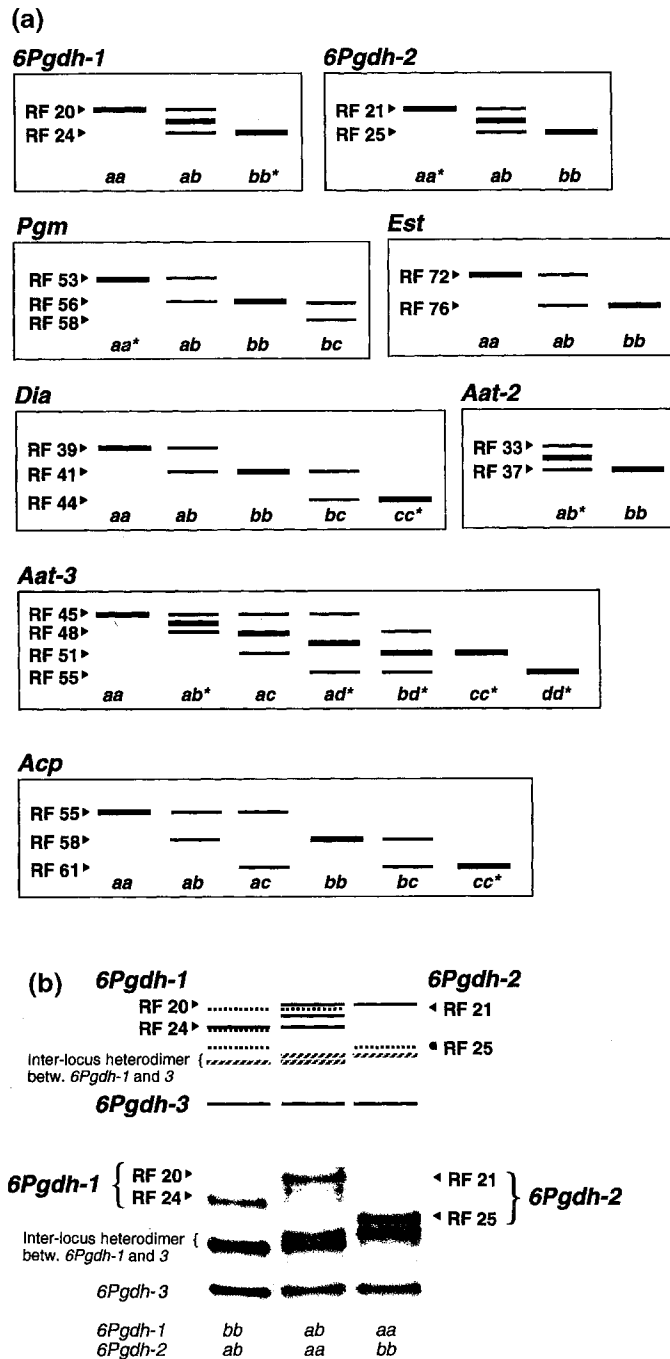 (a)
6Pgdh-1 6Pgdh-2
RF 20 RF 21
RF 24 RF 25
aa ab bb* aa* ab bb
Pgm Est
RF 53 RF 72
RF 56 RF 76
RF 58
aa* ab bb bc aa ab bb
Dia Aat-2
RF 39 RF 33
RF 41 RF 37
RF 44
aa ab bb bc cc* ab* bb
Aat-3
RF 45
RF 48
RF 51
RF 55
aa ab* ac ad* bd* cc* dd*
Acp
RF 55
RF 58
RF 61
aa ab ac bb bc cc*
(b) 6Pgdh-1 6Pgdh-2
RF 20 RF 21
RF 24 RF 25
Inter-locus heterodimer
betw. 6Pgdh-1 and 3
6Pgdh-3
6Pgdh-1 RF 20 RF 21 6Pgdh-2
RF 24 RF 25
Inter-locus heterodimer
betw. 6Pgdh-1 and 3
6Pgdh-3
6Pgdh-1 bb ab aa
6Pgdh-2 ab aa bb